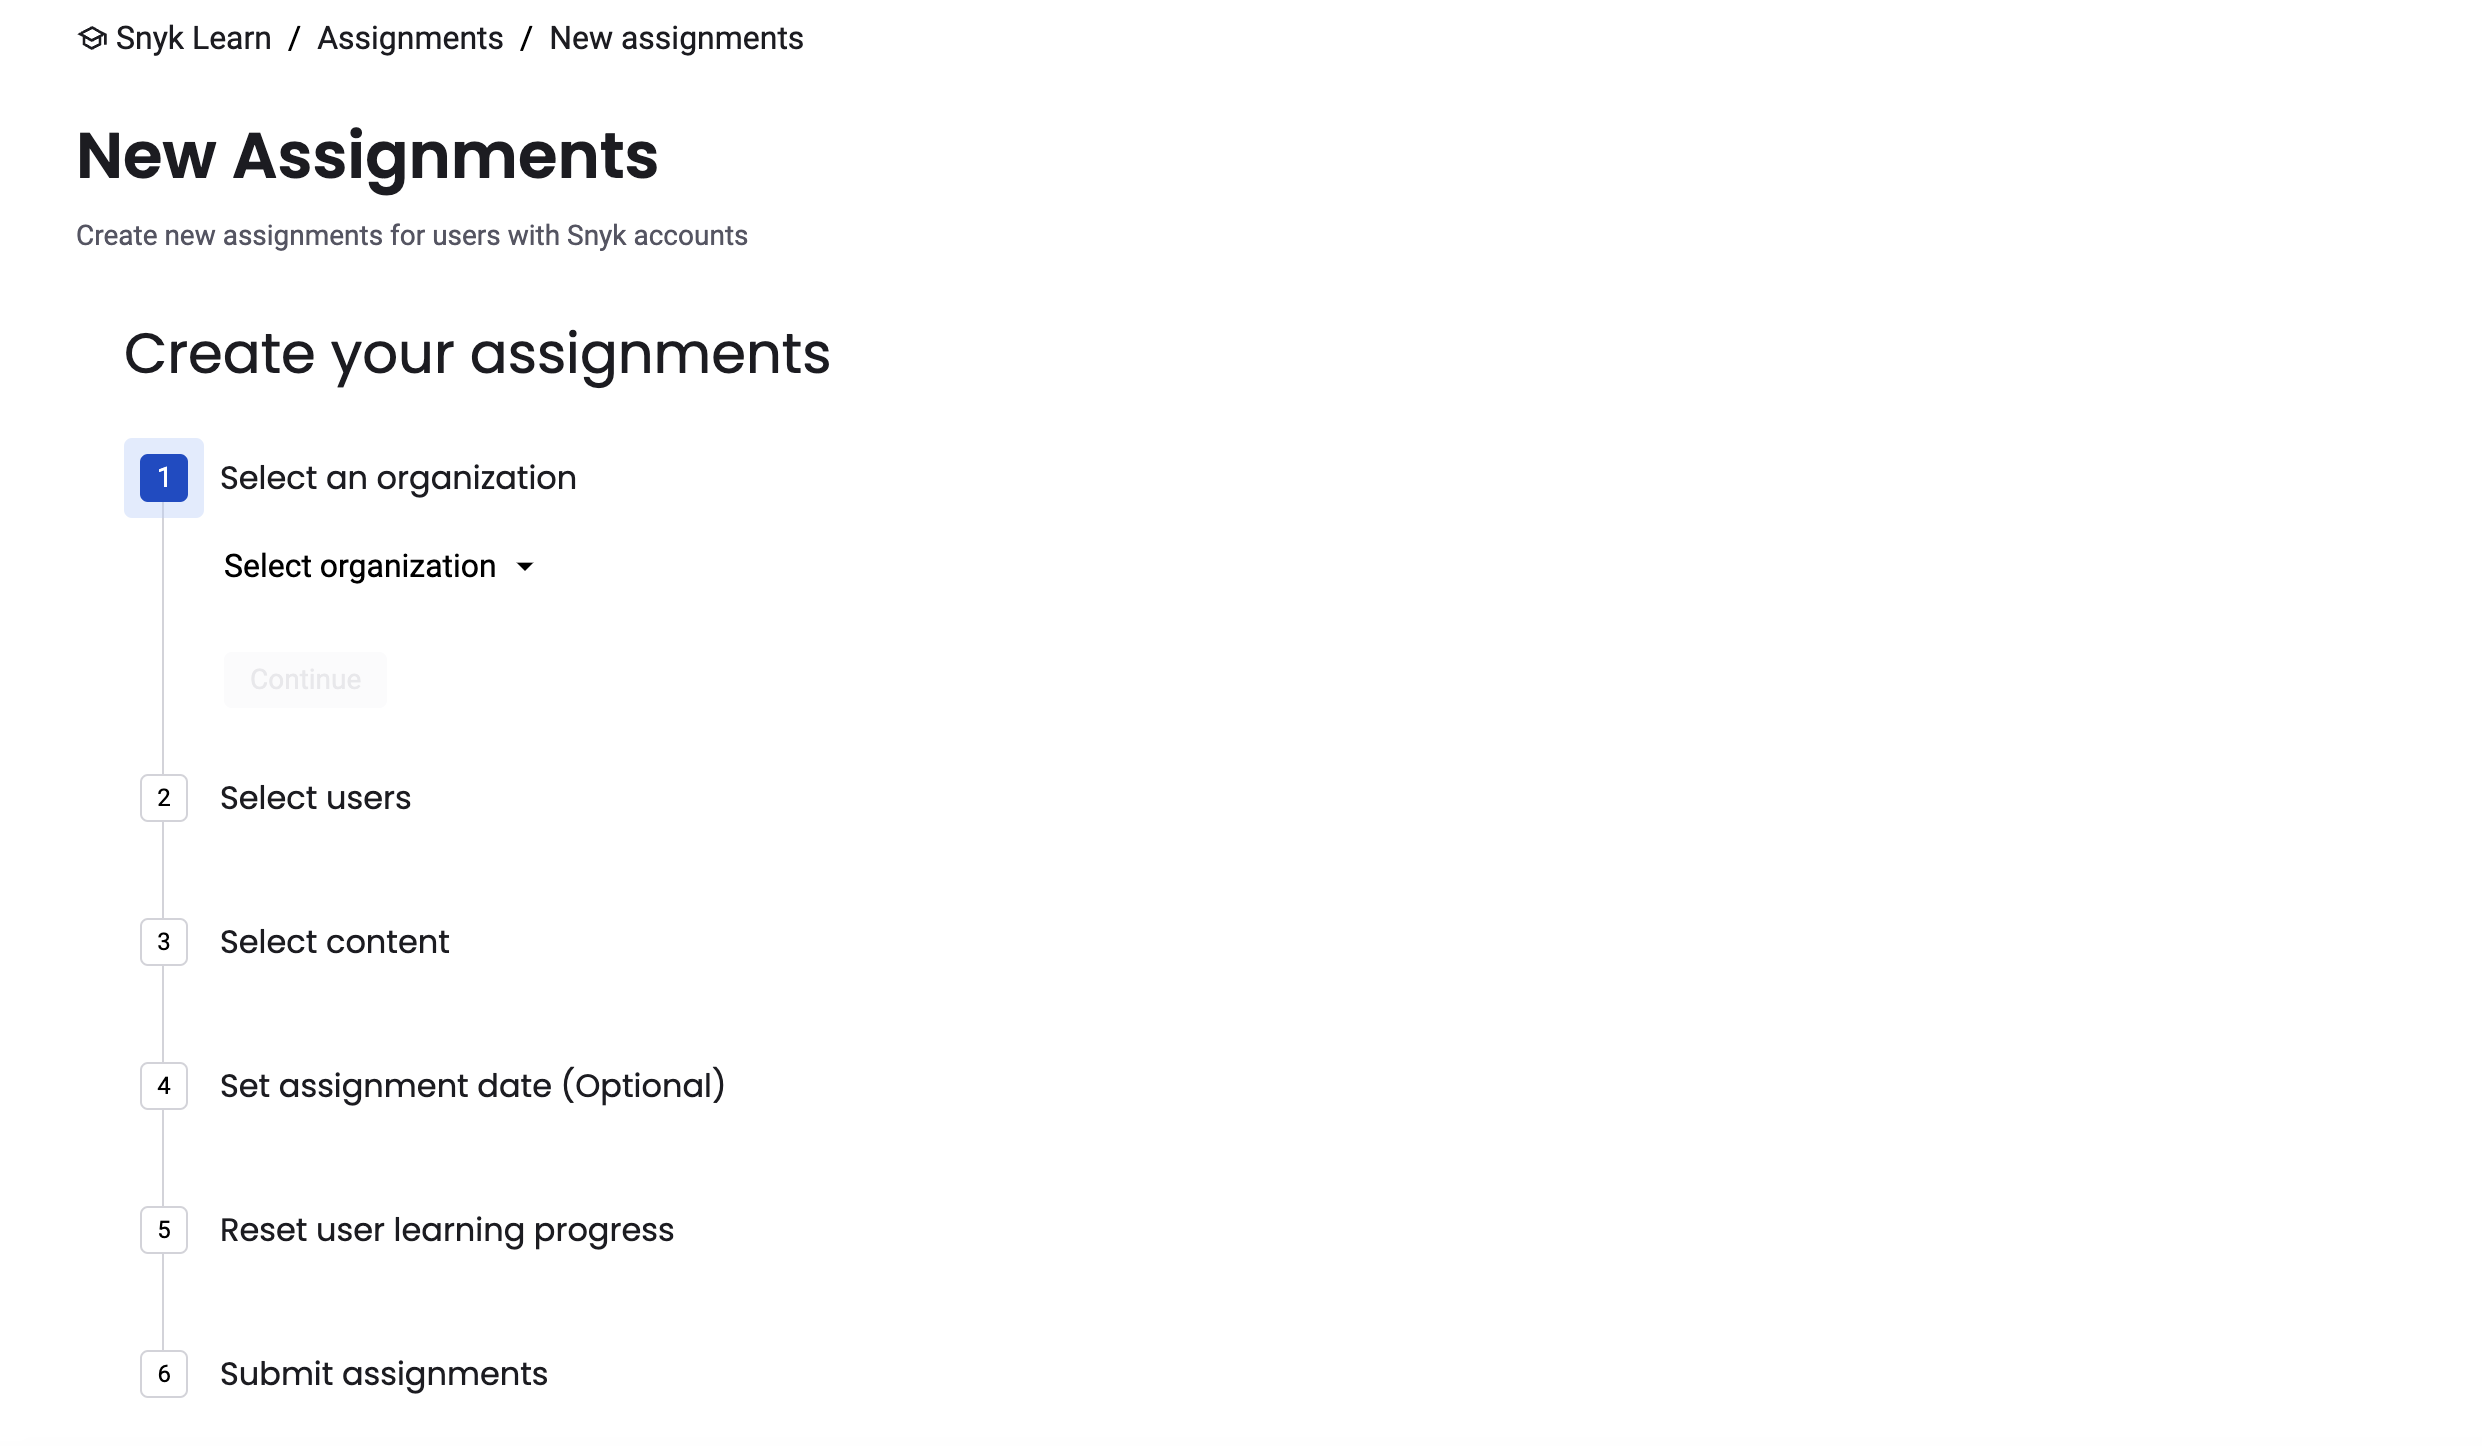 Snyk Learn / Assignments / New assignments
New Assignments
Create new assignments for users with Snyk accounts
Create your assignments
1 Select an organization
Select organization
Continue
2 Select users
3 Select content
4 Set assignment date (Optional)
5 Reset user learning progress
6 Submit assignments